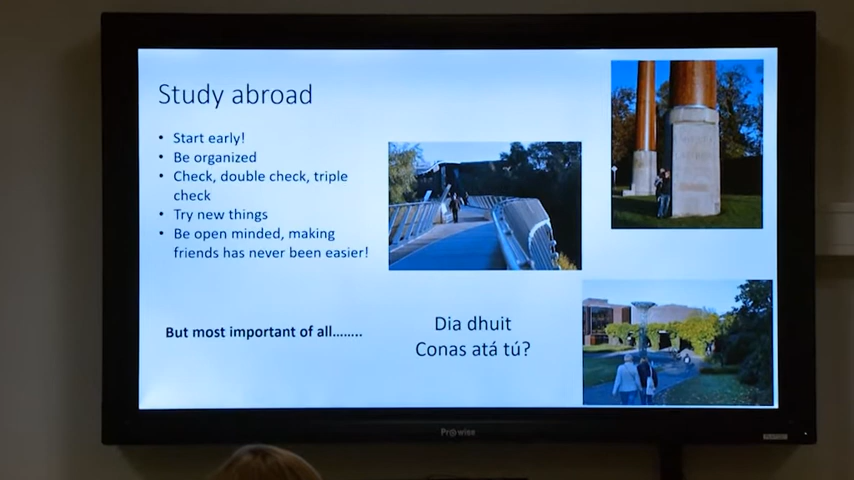 Study abroad
• Start early!
• Be organized
• Check, double check, triple
check
• Try new things
• Be open minded, making
friends has never been easier!
But most important of all........
Dia dhuit
Conas atá tú?
Prowise